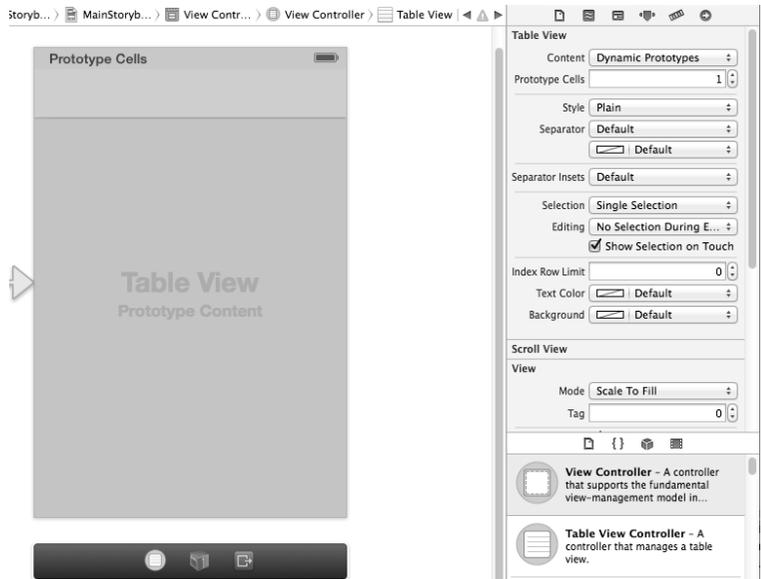 Storyb... MainStoryb... View Contr... View Controller Table View
Prototype Cells
Table View
Prototype Content
Table View
Content Dynamic Prototypes
Prototype Cells 1
Style Plain
Separator Default
Default
Separator Insets Default
Selection Single Selection
Editing No Selection During E...
Show Selection on Touch
Index Row Limit 0
Text Color Default
Background Default
Scroll View
View
Mode Scale To Fill
Tag 0
{}
View Controller – A controller
that supports the fundamental
view-management model in...
Table View Controller – A
controller that manages a table
view.